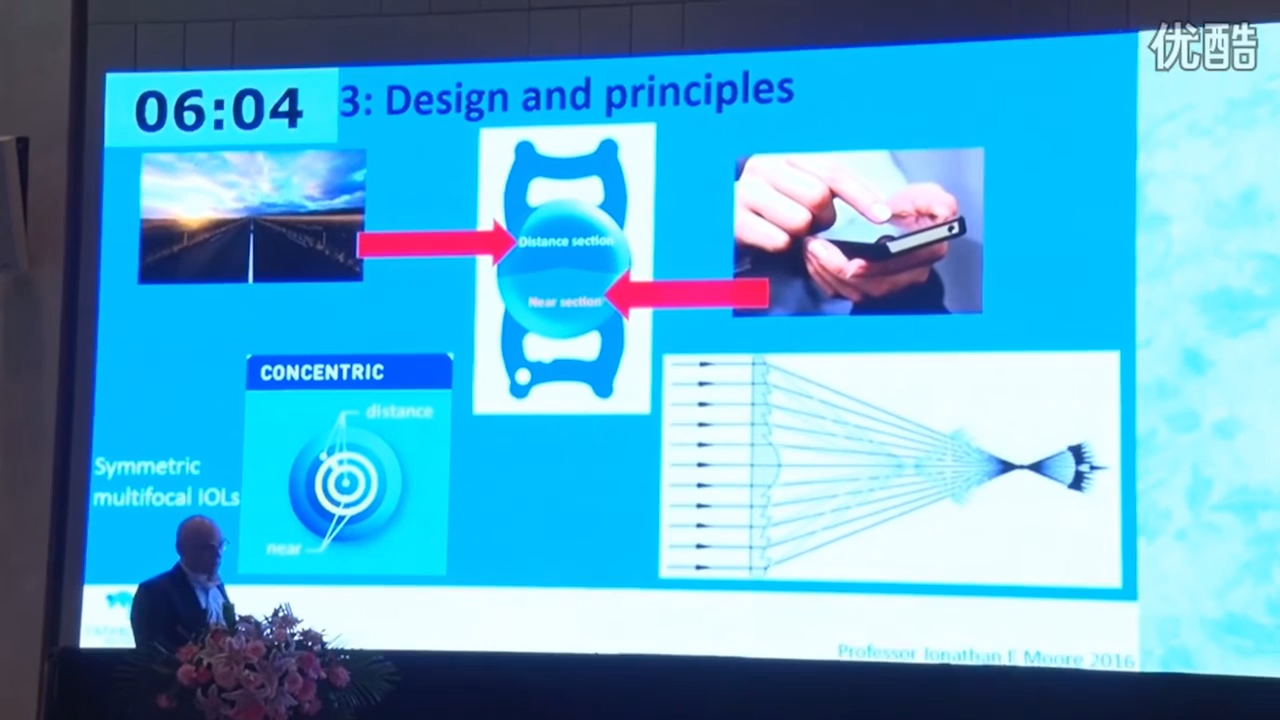 优酷
06:04
3: Design and principles
Distance section
Near section
CONCENTRIC
distance
near
Symmetric
multifocal IOLs
Professor Jonathan E Moore 2016